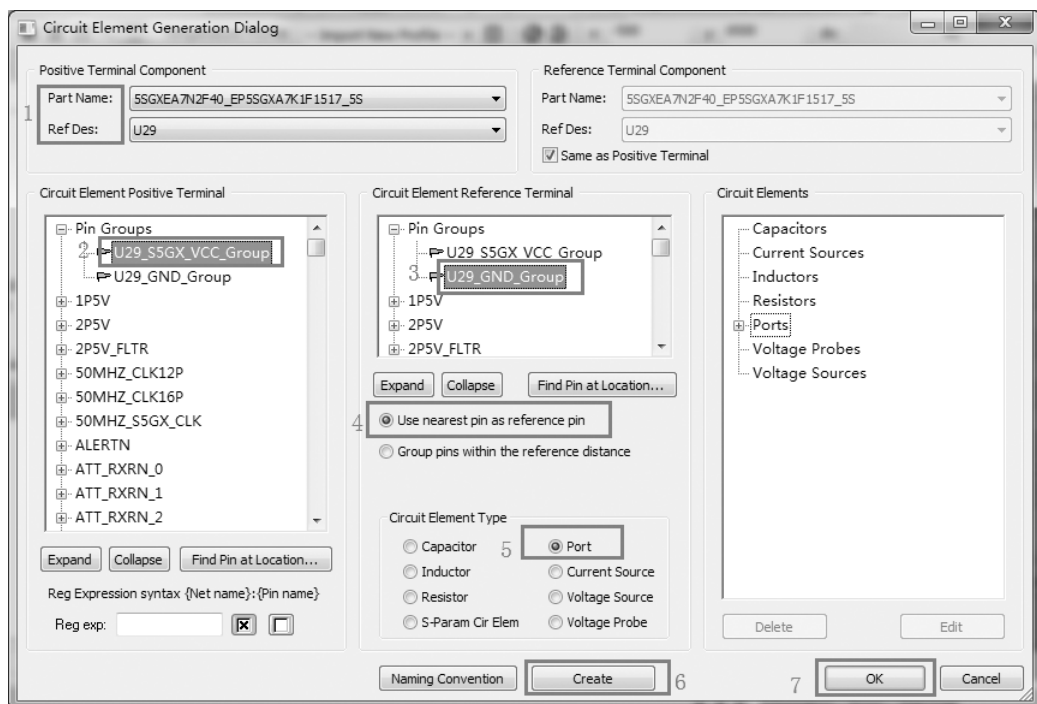 Circuit Element Generation Dialog
Positive Terminal Component
1
Part Name: 5SGXEA7N2F40_EP5SGXA7K1F1517_5S
Ref Des: U29
Reference Terminal Component
Part Name: 5SGXEA7N2F40_EP5SGXA7K1F1517_5S
Ref Des: U29
Same as Positive Terminal
Circuit Element Positive Terminal
Pin Groups
2 U29_S5GX_VCC_Group
U29_GND_Group
1P5V
2P5V
2P5V_FLTR
50MHZ_CLK12P
50MHZ_CLK16P
50MHZ_S5GX_CLK
ALERTN
ATT_RXRN_0
ATT_RXRN_1
ATT_RXRN_2
Expand Collapse Find Pin at Location...
Reg Expression syntax {Net name}:{Pin name}
Reg exp:
Circuit Element Reference Terminal
Pin Groups
U29_S5GX_VCC_Group
3 U29_GND_Group
1P5V
2P5V
2P5V_FLTR
Expand Collapse Find Pin at Location...
4 Use nearest pin as reference pin
Group pins within the reference distance
Circuit Element Type
Capacitor 5 Port
Inductor Current Source
Resistor Voltage Source
S-Param Cir Elem Voltage Probe
Circuit Elements
Capacitors
Current Sources
Inductors
Resistors
Ports
Voltage Probes
Voltage Sources
Delete Edit
Naming Convention Create 6 7 OK Cancel